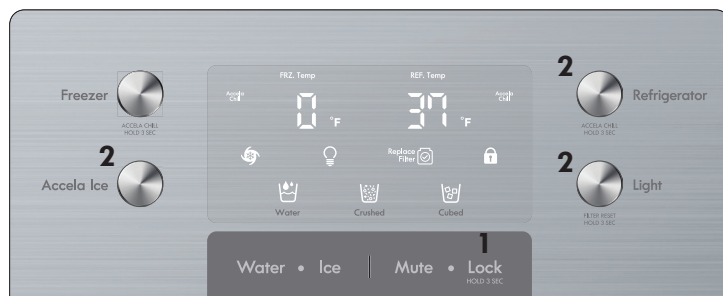 FRZ. Temp
REF. Temp
Accela
Chill
0 °F
37 °F
Accela
Chill
Freezer
ACCELA CHILL
HOLD 3 SEC
2
Refrigerator
ACCELA CHILL
HOLD 3 SEC
Replace
Filter
2
Accela Ice
2
Light
FILTER RESET
HOLD 3 SEC
Water
Crushed
Cubed
1
Water • Ice | Mute • Lock
HOLD 3 SEC